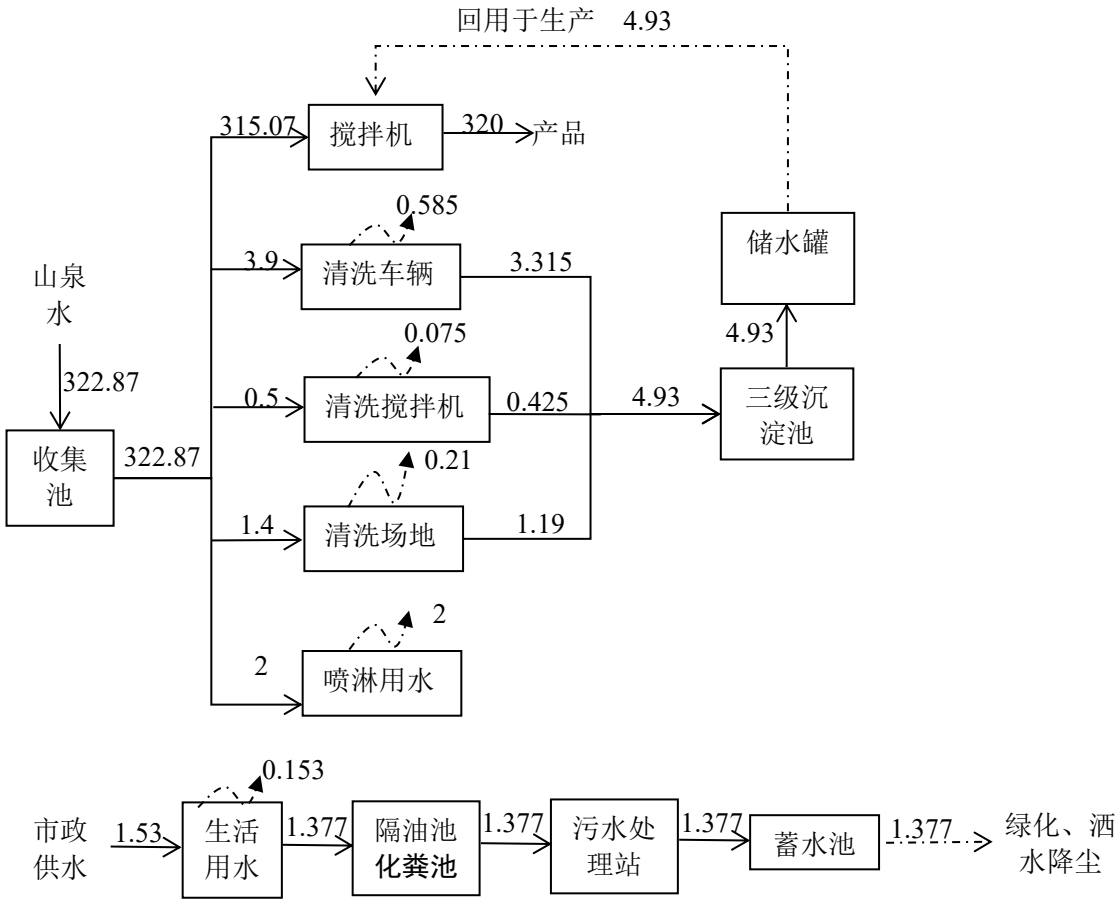 回用于生产 4.93
315.07
搅拌机
320
产品
0.585
3.9
清洗车辆
3.315
储水罐
山泉
水
322.87
0.075
4.93
0.5
清洗搅拌机
0.425
4.93
三级沉
淀池
收集
池
322.87
0.21
1.4
清洗场地
1.19
2
2
喷淋用水
0.153
市政
供水
1.53
生活
用水
1.377
隔油池
化粪池
1.377
污水处
理站
1.377
蓄水池
1.377
绿化、洒
水降尘